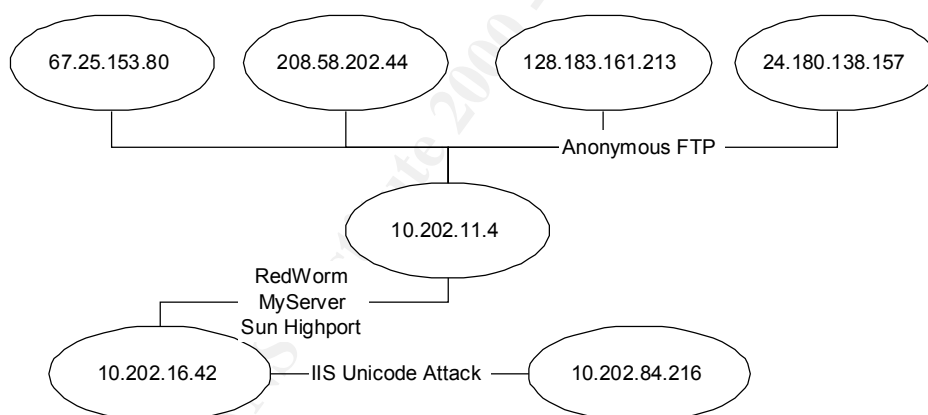 67.25.153.80
208.58.202.44
128.183.161.213
24.180.138.157
Anonymous FTP
10.202.11.4
RedWorm
MyServer
Sun Highport
10.202.16.42
IIS Unicode Attack
10.202.84.216